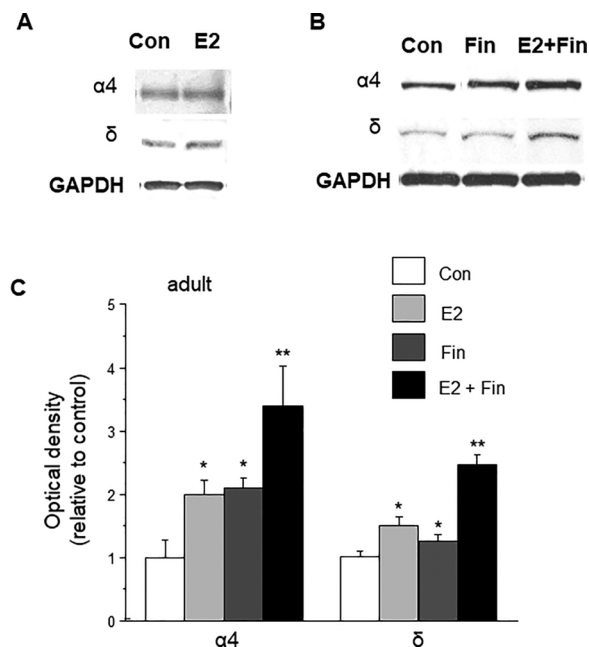 A
Con E2
α4
δ
GAPDH
B
Con Fin E2+Fin
α4
δ
GAPDH
C
adult
Con
E2
Fin
E2 + Fin
Optical density
(relative to control)
5
4
3
2
1
0
* * **
* * **
α4 δ